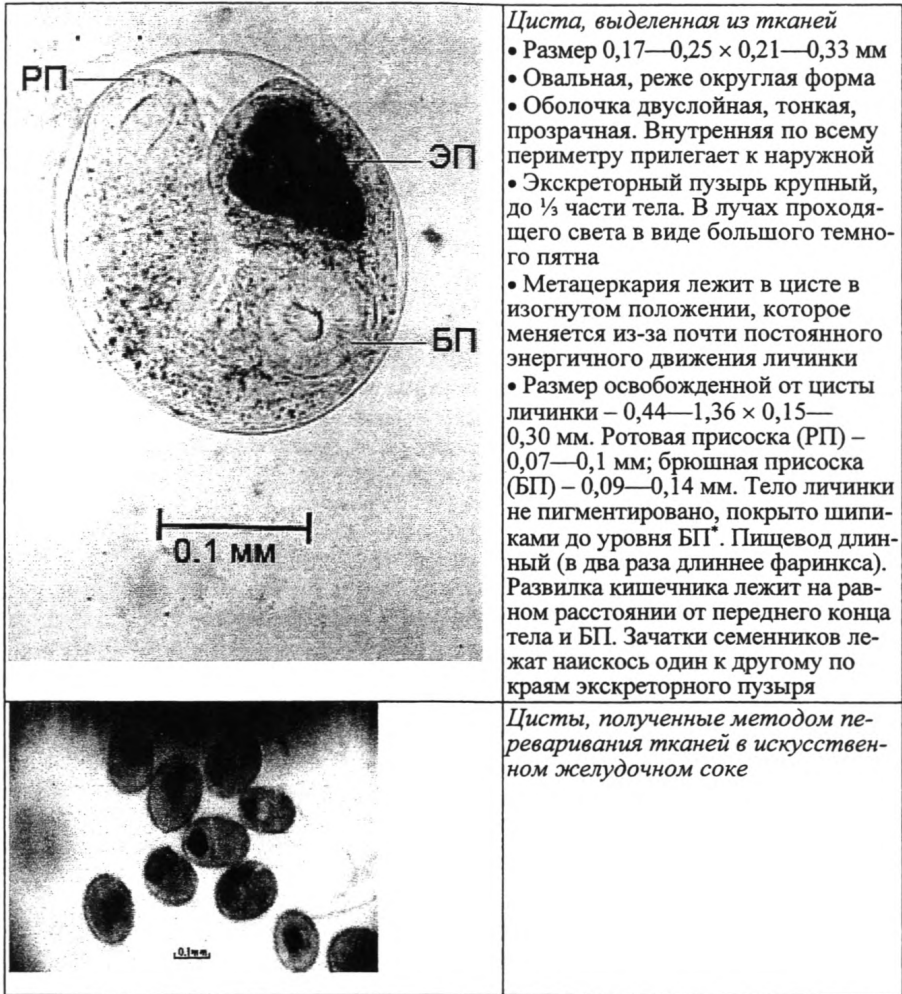 РП
ЭП
БП
0.1 мм
Циста, выделенная из тканей
• Размер 0,17—0,25 × 0,21—0,33 мм
• Овальная, реже округлая форма
• Оболочка двуслойная, тонкая,
прозрачная. Внутренняя по всему
периметру прилегает к наружной
• Экскреторный пузырь крупный,
до ⅓ части тела. В лучах проходя-
щего света в виде большого темно-
го пятна
• Метацеркария лежит в цисте в
изогнутом положении, которое
меняется из-за почти постоянного
энергичного движения личинки
• Размер освобожденной от цисты
личинки – 0,44—1,36 × 0,15—
0,30 мм. Ротовая присоска (РП) –
0,07—0,1 мм; брюшная присоска
(БП) – 0,09—0,14 мм. Тело личинки
не пигментировано, покрыто шипи-
ками до уровня БП*. Пищевод длин-
ный (в два раза длиннее фаринкса).
Развилка кишечника лежит на рав-
ном расстоянии от переднего конца
тела и БП. Зачатки семенников ле-
жат наискось один к другому по
краям экскреторного пузыря
0.1мм
Цисты, полученные методом пе-
реваривания тканей в искусствен-
ном желудочном соке